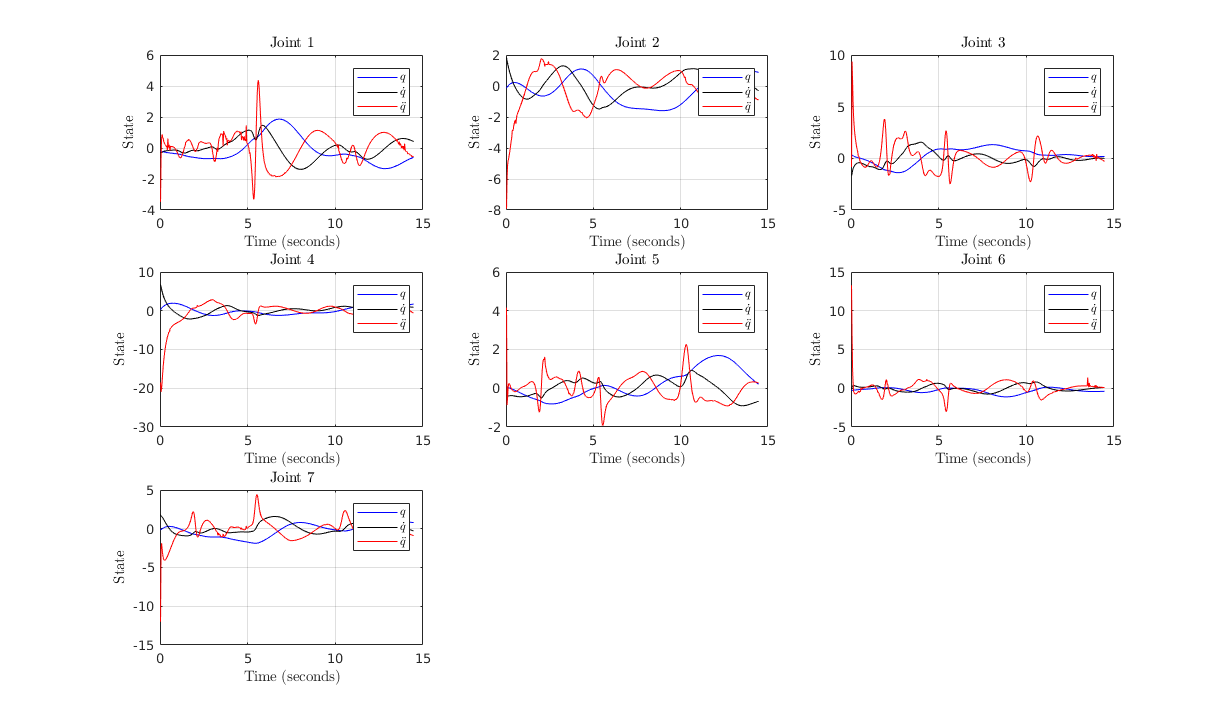 Joint 1
6
4
2
0
-2
-4
State
0 5 10 15
Time (seconds)
q
q̇
q̈
Joint 2
2
0
-2
-4
-6
-8
State
0 5 10 15
Time (seconds)
q
q̇
q̈
Joint 3
10
5
0
-5
State
0 5 10 15
Time (seconds)
q
q̇
q̈
Joint 4
10
0
-10
-20
-30
State
0 5 10 15
Time (seconds)
q
q̇
q̈
Joint 5
6
4
2
0
-2
State
0 5 10 15
Time (seconds)
q
q̇
q̈
Joint 6
15
10
5
0
-5
State
0 5 10 15
Time (seconds)
q
q̇
q̈
Joint 7
5
0
-5
-10
-15
State
0 5 10 15
Time (seconds)
q
q̇
q̈